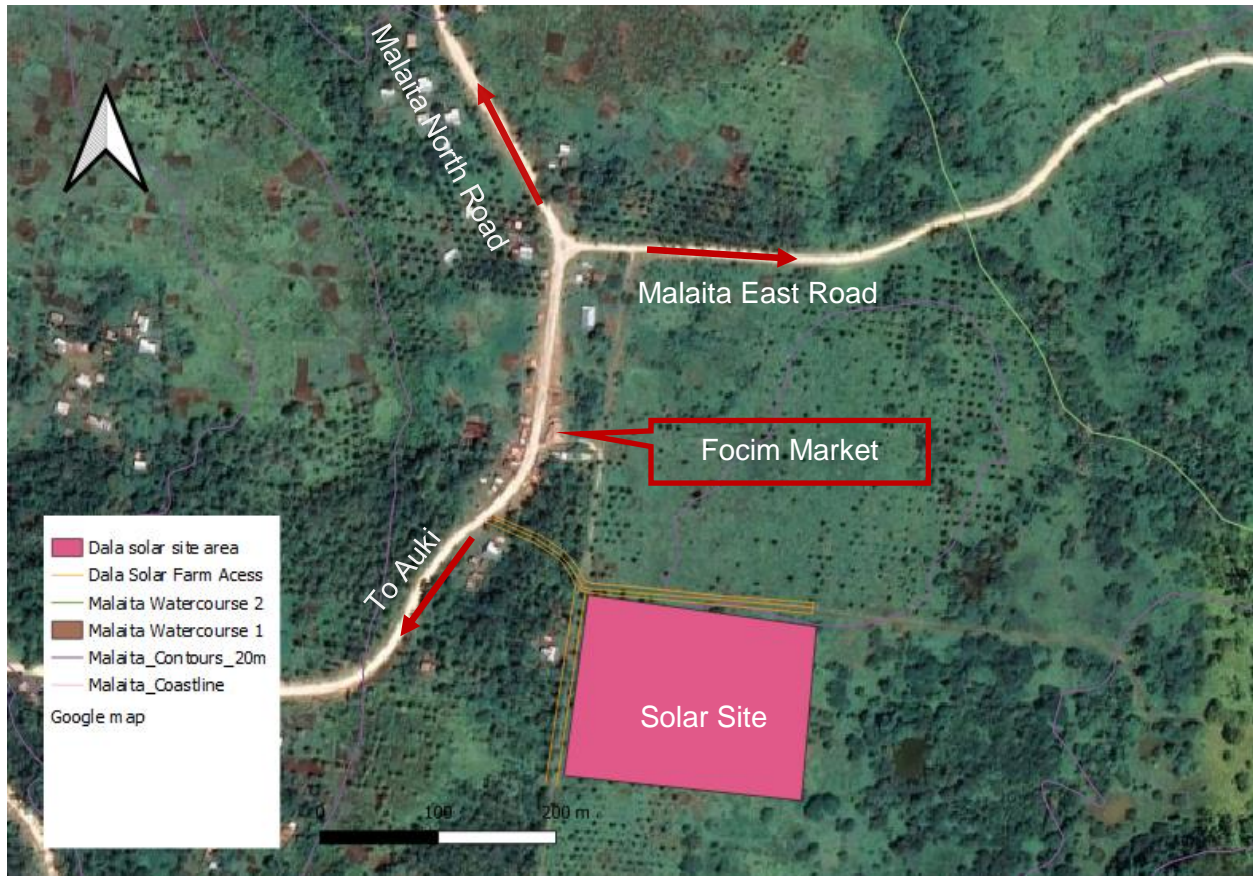 Malaita North Road
Malaita East Road
Focim Market
To Auki
Dala solar site area
Dala Solar Farm Acess
Malaita Watercourse 2
Malaita Watercourse 1
Malaita_Contours_20m
Malaita_Coastline
Google map
Solar Site
0 100 200 m